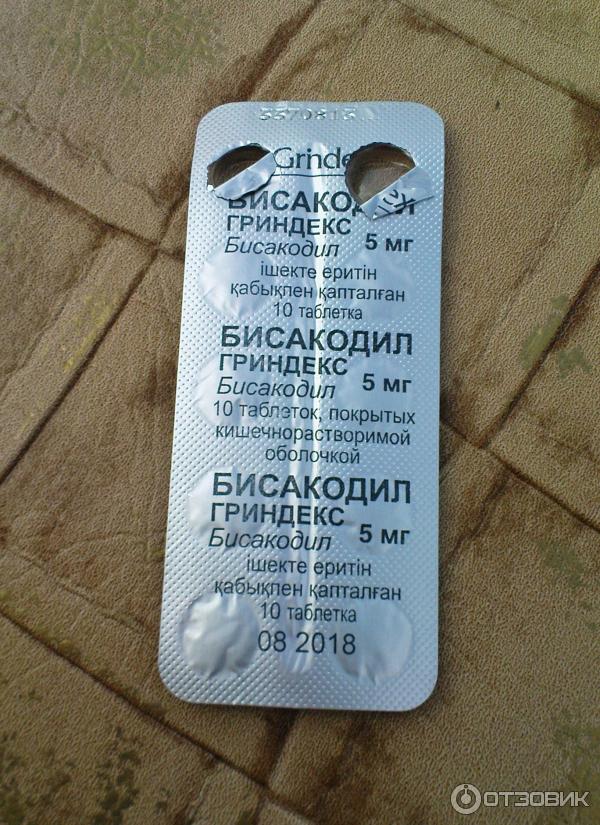 Grinde
БИСАКОДИЛ
ГРИНДЕКС
Бисакодил 5 мг
ішекте еритін
қабықпен қапталған
10 таблетка
БИСАКОДИЛ
ГРИНДЕКС
Бисакодил 5 мг
10 таблеток, покрытых
кишечнорастворимой
оболочкой
БИСАКОДИЛ
ГРИНДЕКС
Бисакодил 5 мг
ішекте еритін
қабықпен қапталған
10 таблетка
08 2018
ОТЗОВИК